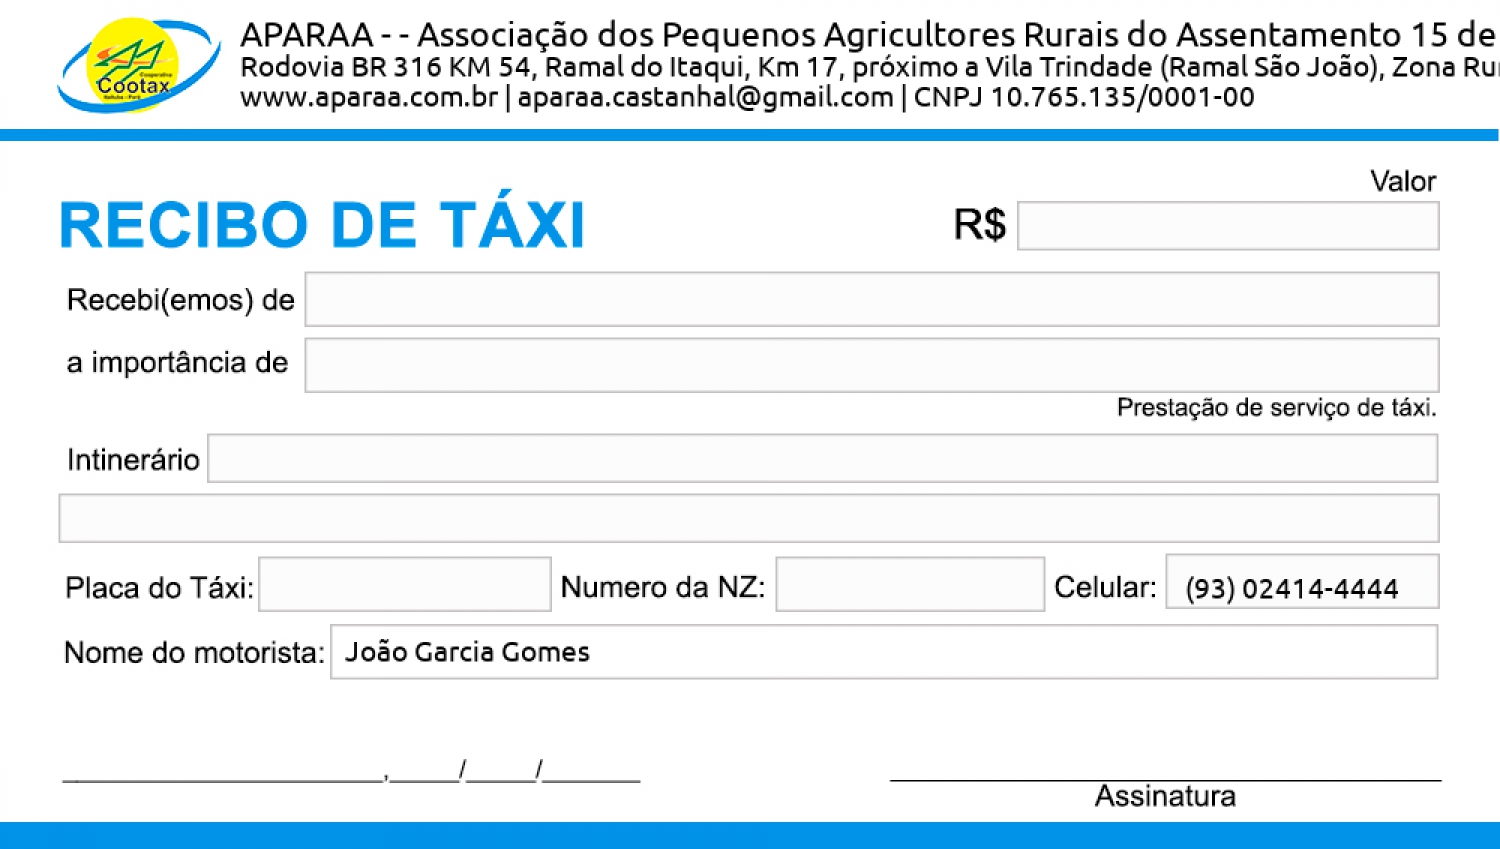 APARAA - - Associação dos Pequenos Agricultores Rurais do Assentamento 15 de
Rodovia BR 316 KM 54, Ramal do Itaqui, Km 17, próximo a Vila Trindade (Ramal São João), Zona Ru
www.aparaa.com.br | aparaa.castanhal@gmail.com | CNPJ 10.765.135/0001-00
Cooperativa
Cootax
Itaituba - Pará
Valor
RECIBO DE TÁXI R$
Recebi(emos) de
a importância de
Prestação de serviço de táxi.
Intinerário
Placa do Táxi: Numero da NZ: Celular: (93) 02414-4444
Nome do motorista: João Garcia Gomes
_______________________,_____/_____/_______
Assinatura